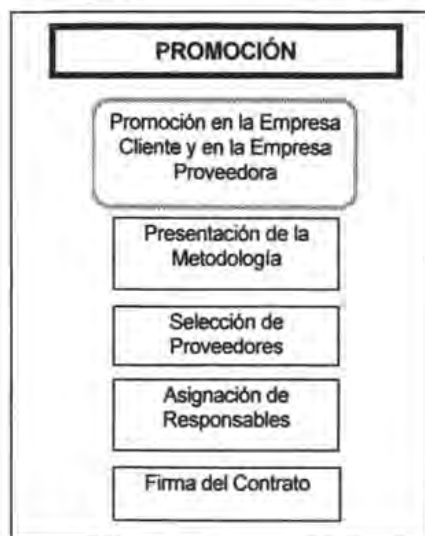 PROMOCIÓN
Promoción en la Empresa
Cliente y en la Empresa
Proveedora
Presentación de la
Metodología
Selección de
Proveedores
Asignación de
Responsables
Firma del Contrato